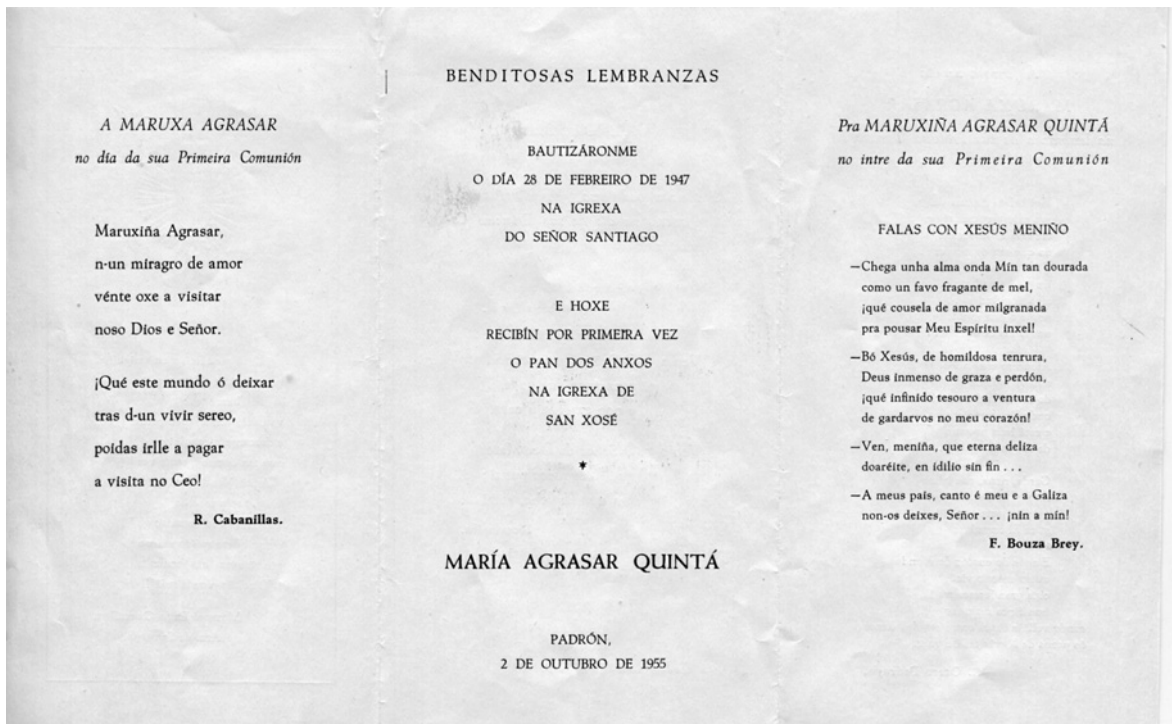 A MARUXA AGRASAR
no día da sua Primeira Comunión
Maruxiña Agrasar,
n-un miragro de amor
vénte oxe a visitar
noso Dios e Señor.
¡Qué este mundo ó deixar
tras d-un vivir sereo,
poidas irlle a pagar
a visita no Ceo!
R. Cabanillas.
BENDITOSAS LEMBRANZAS
BAUTIZÁRONME
O DÍA 28 DE FEBREIRO DE 1947
NA IGREXA
DO SEÑOR SANTIAGO
E HOXE
RECIBÍN POR PRIMEIRA VEZ
O PAN DOS ANXOS
NA IGREXA DE
SAN XOSÉ
*
MARÍA AGRASAR QUINTÁ
PADRÓN,
2 DE OUTUBRO DE 1955
Pra MARUXIÑA AGRASAR QUINTÁ
no intre da sua Primeira Comunión
FALAS CON XESÚS MENIÑO
—Chega unha alma onda Min tan dourada
como un favo fragante de mel,
¡qué cousela de amor milgranada
pra pousar Meu Espíritu inxel!
—Bó Xesús, de homildosa tenrura,
Deus inmenso de graza e perdón,
¡qué infinido tesouro a ventura
de gardarvos no meu corazón!
—Ven, meniña, que eterna deliza
doaréite, en idilio sin fin . . .
—A meus pais, canto é meu e a Galiza
non-os deixes, Señor . . . ¡nin a min!
F. Bouza Brey.